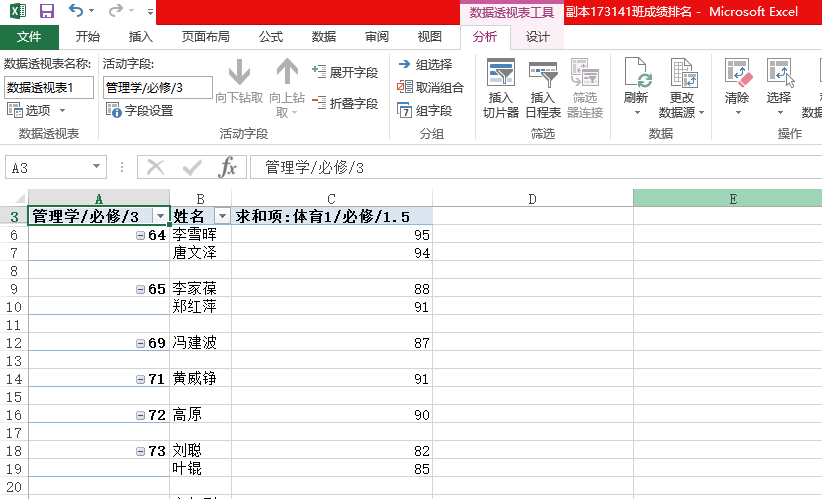 数据透视表工具 副本173141班成绩排名 - Microsoft Excel
文件 开始 插入 页面布局 公式 数据 审阅 视图 分析 设计
数据透视表名称: 活动字段: 组选择
数据透视表1 管理学/必修/3 向下钻取 向上钻取 展开字段 取消组合 插入切片器 插入日程表 筛选器连接 刷新 更改数据源 清除 选择
选项 字段设置 折叠字段 组字段
数据透视表 活动字段 分组 筛选 数据 操作
A3 fx 管理学/必修/3
A B C D E
3 管理学/必修/3 姓名 求和项:体育1/必修/1.5
6 64 李雪晖 95
7 唐文泽 94
8
9 65 李家葆 88
10 郑红萍 91
11
12 69 冯建波 87
13
14 71 黄威铮 91
15
16 72 高原 90
17
18 73 刘聪 82
19 叶锟 85
20